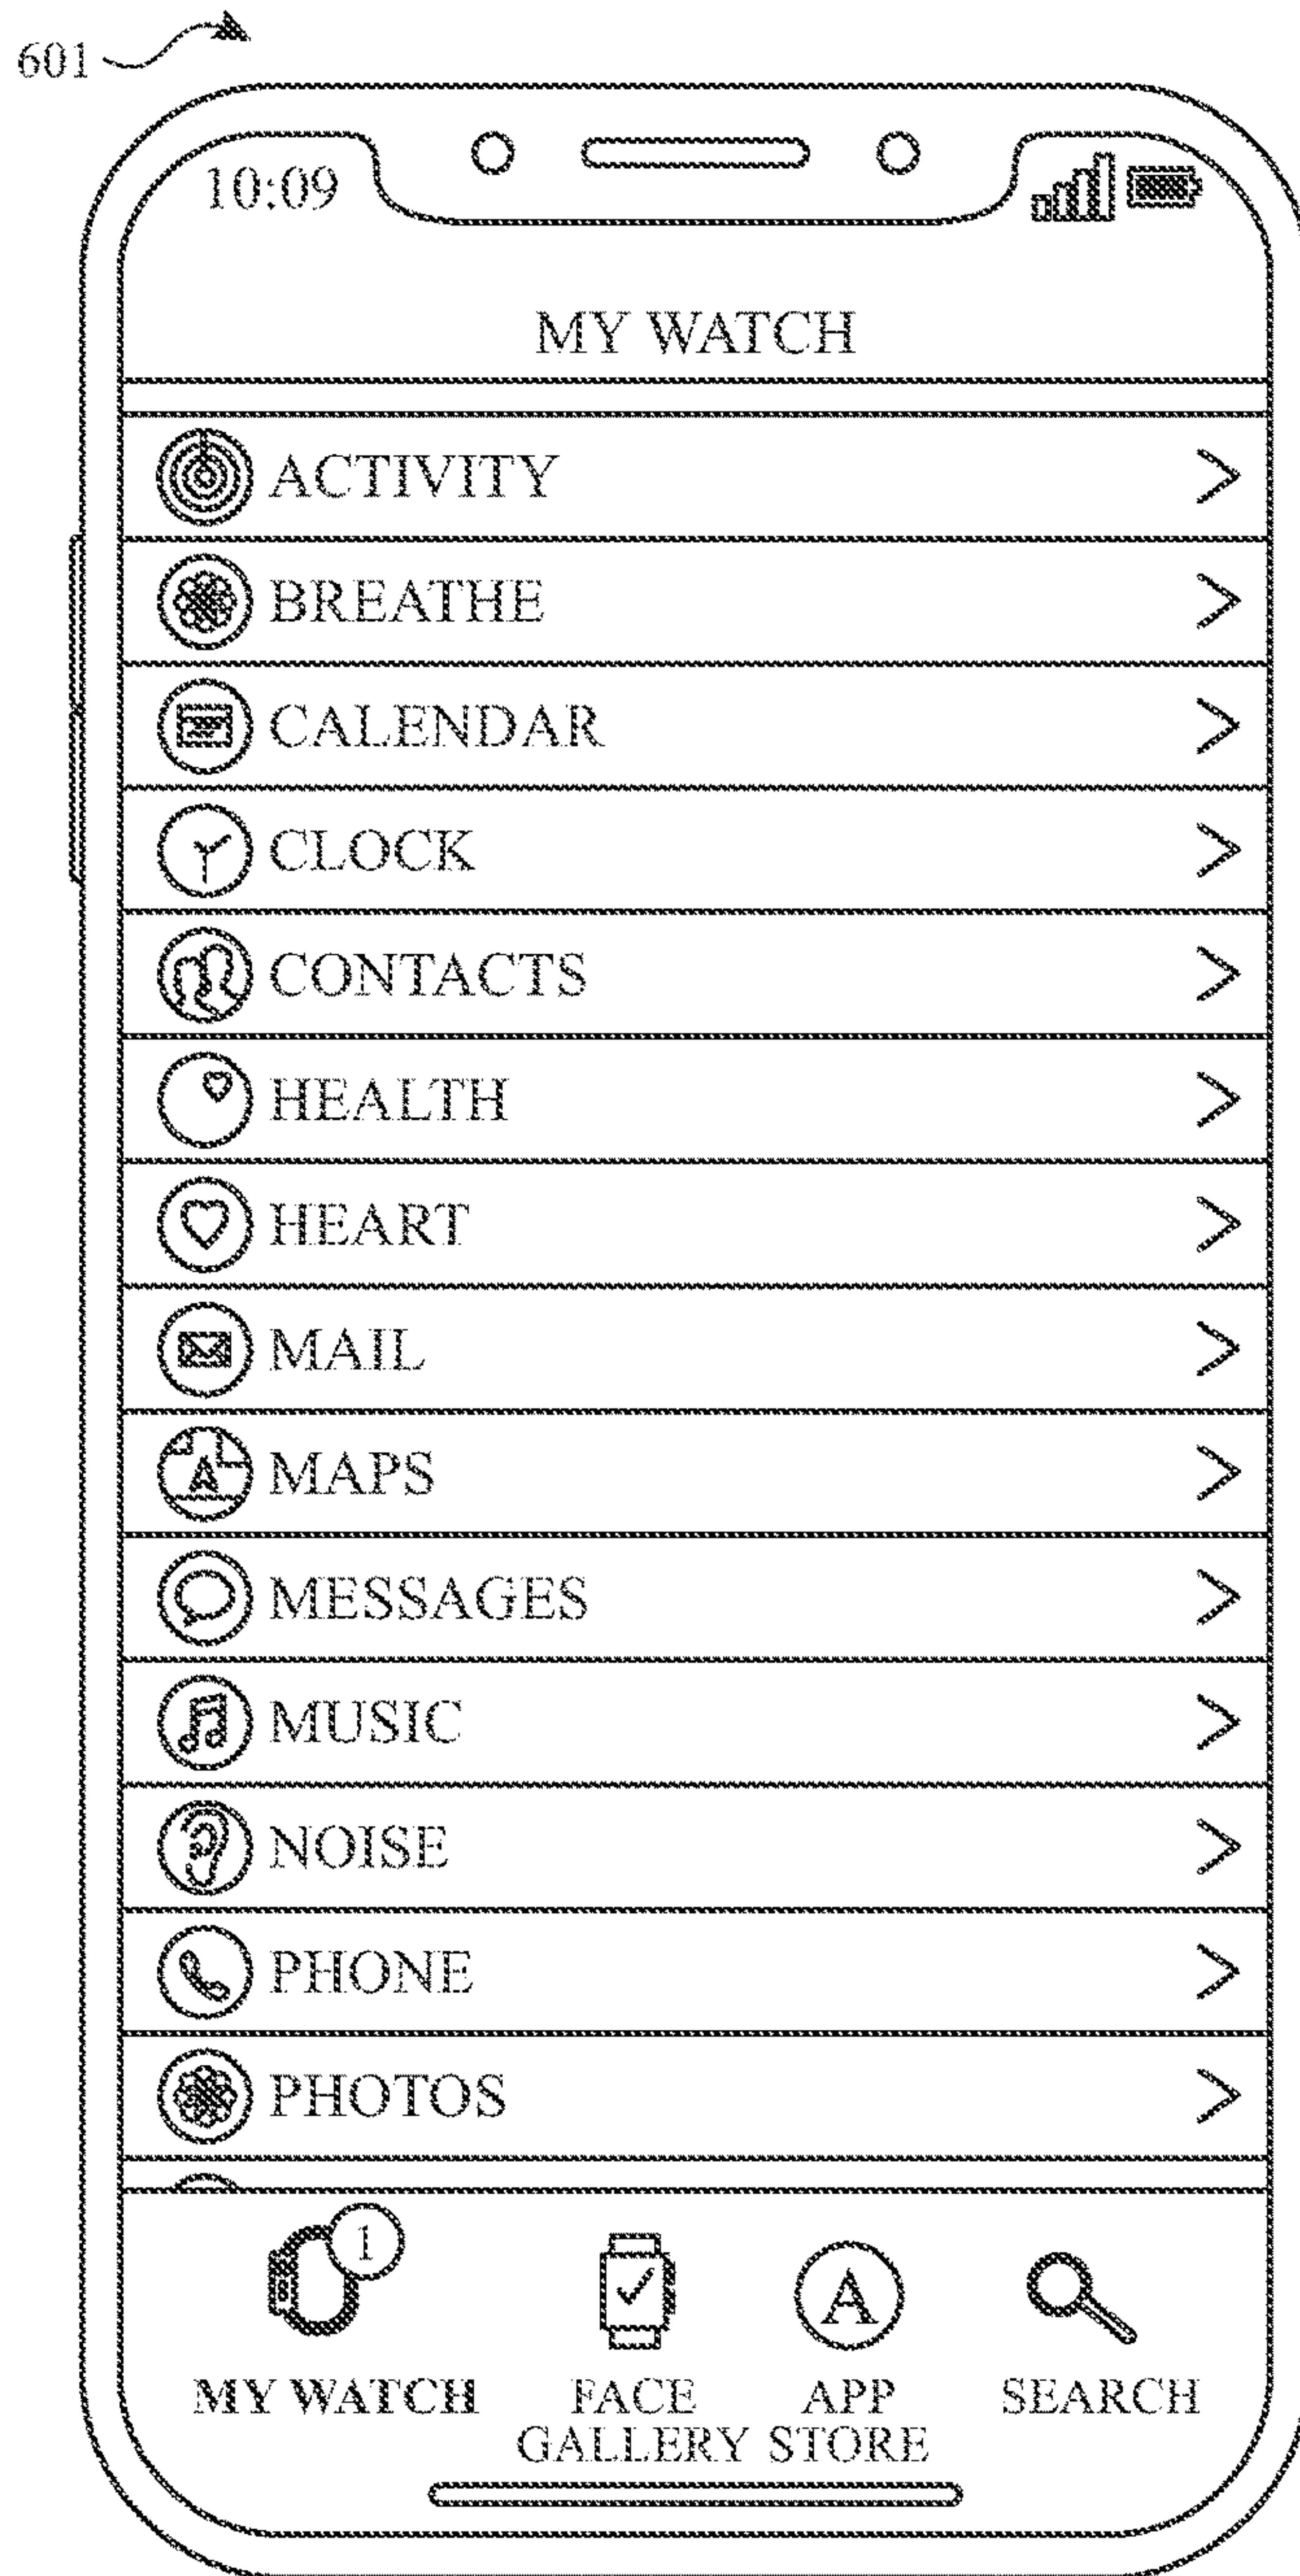 601
10:09
MY WATCH
ACTIVITY
BREATHE
CALENDAR
CLOCK
CONTACTS
HEALTH
HEART
MAIL
MAPS
MESSAGES
MUSIC
NOISE
PHONE
PHOTOS
1
A
MY WATCH FACE APP SEARCH
GALLERY STORE